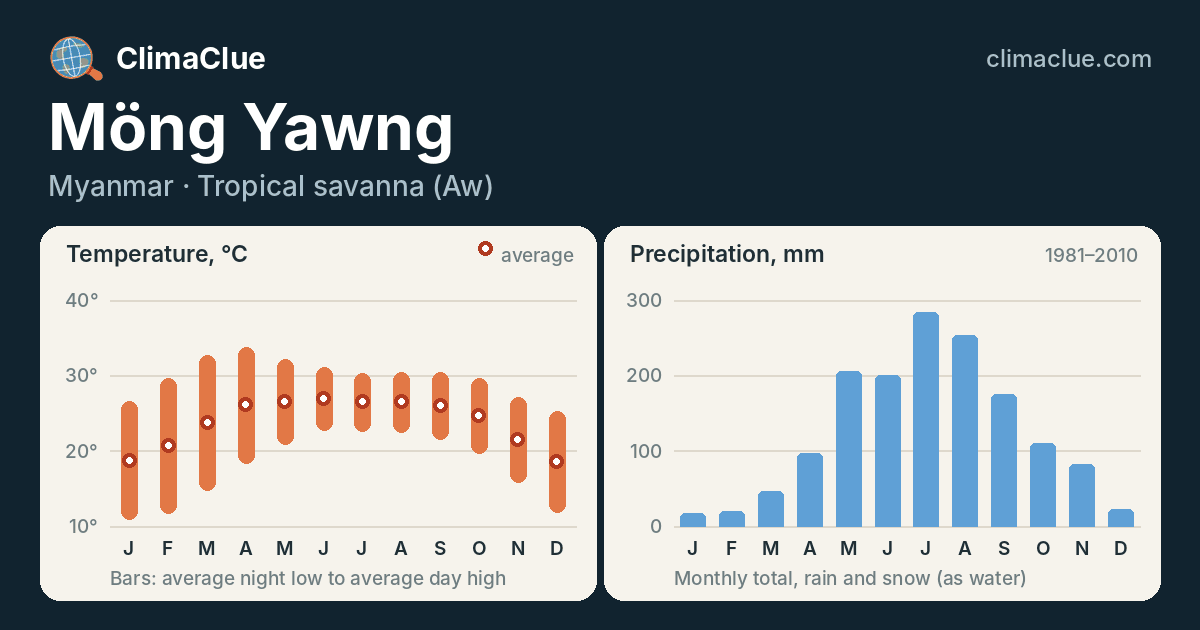 ClimaClue
climaclue.com
Möng Yawng
Myanmar · Tropical savanna (Aw)
Temperature, °C
average
40°
30°
20°
10°
J F M A M J J A S O N D
Bars: average night low to average day high
Precipitation, mm
1981–2010
300
200
100
0
J F M A M J J A S O N D
Monthly total, rain and snow (as water)